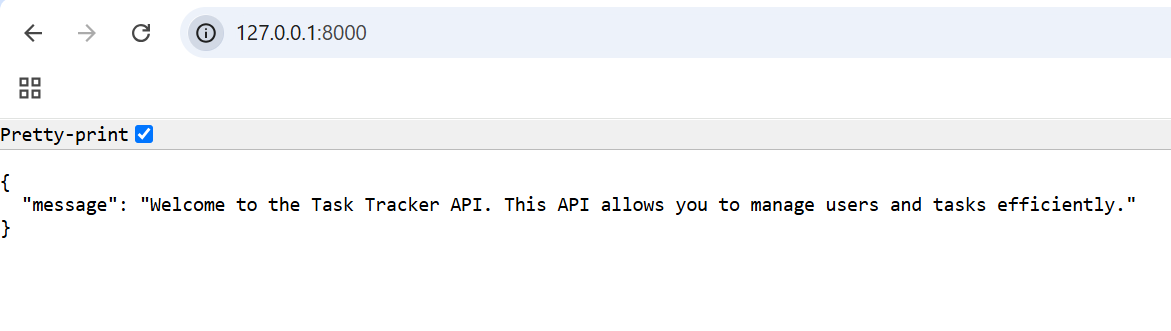 127.0.0.1:8000
Pretty-print
{
  "message": "Welcome to the Task Tracker API. This API allows you to manage users and tasks efficiently."
}